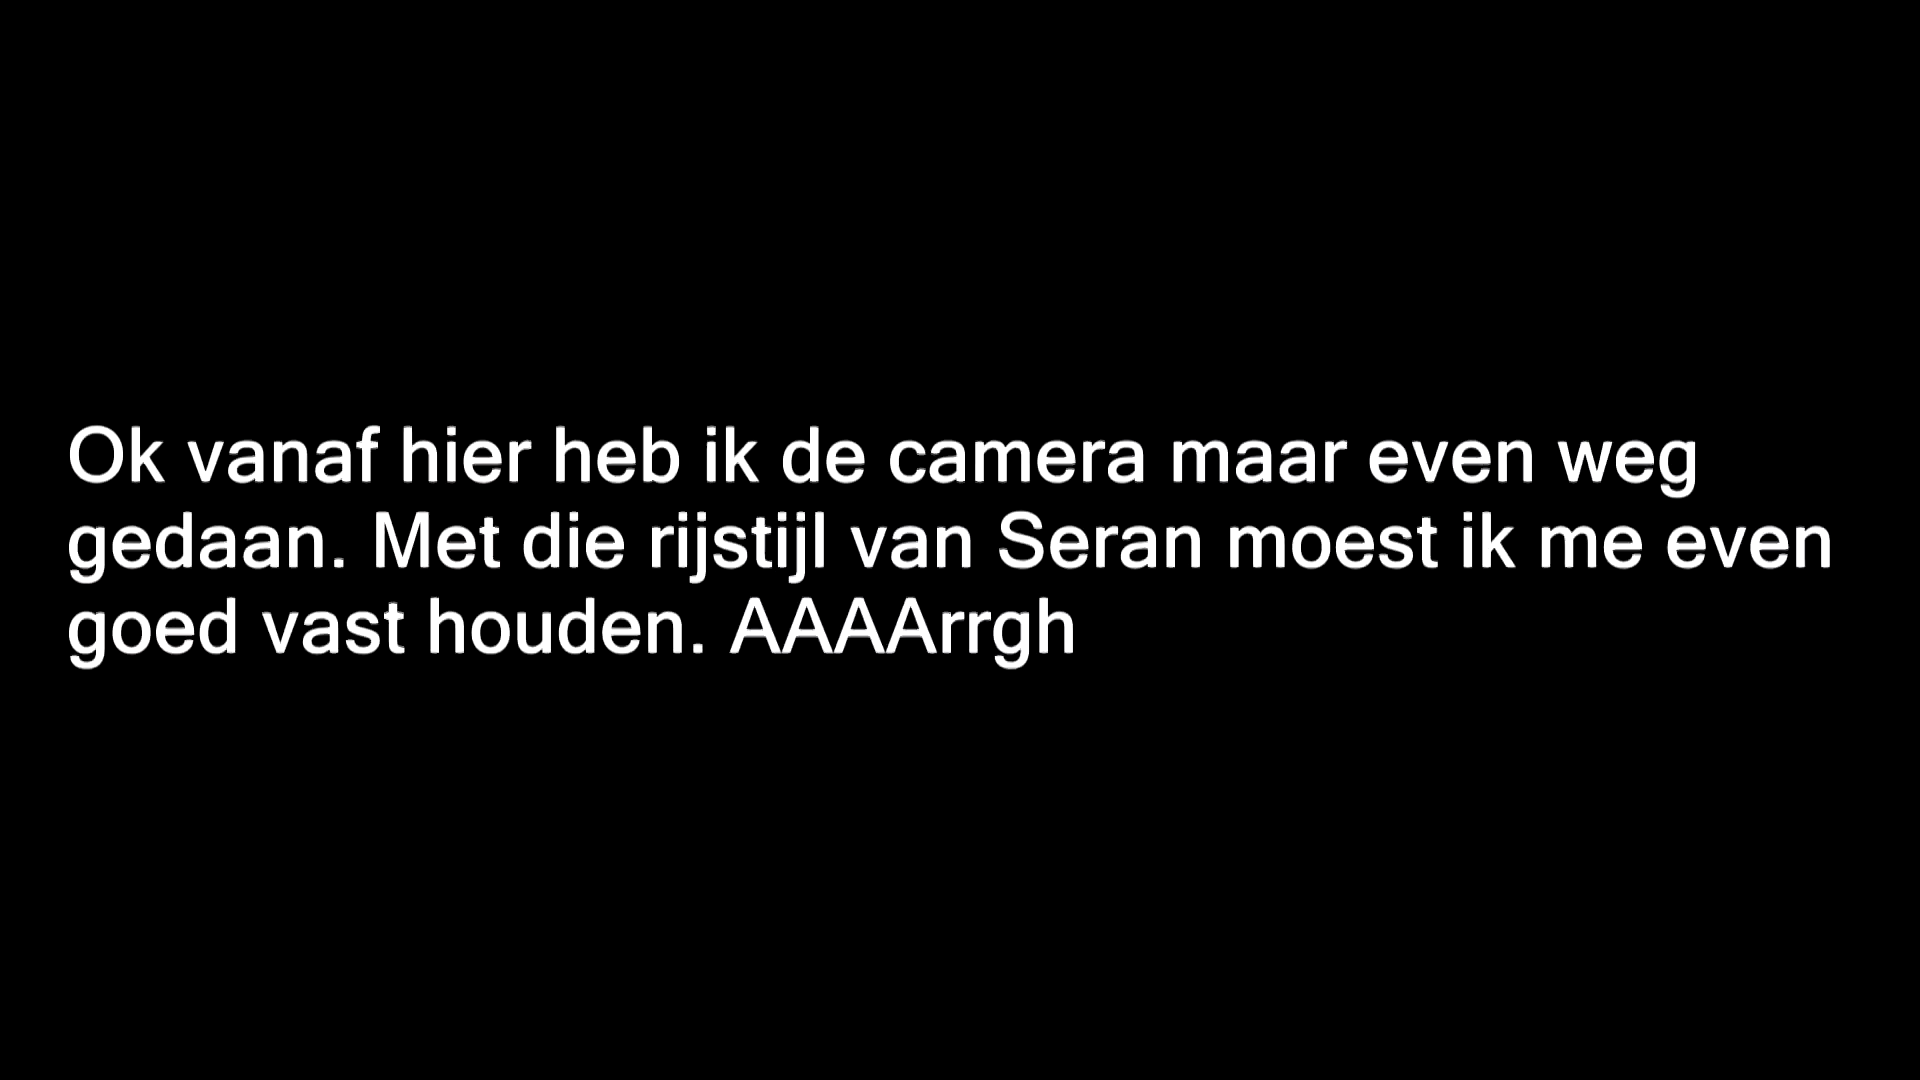 Ok vanaf hier heb ik de camera maar even weg
gedaan. Met die rijstijl van Seran moest ik me even
goed vast houden. AAAArrgh